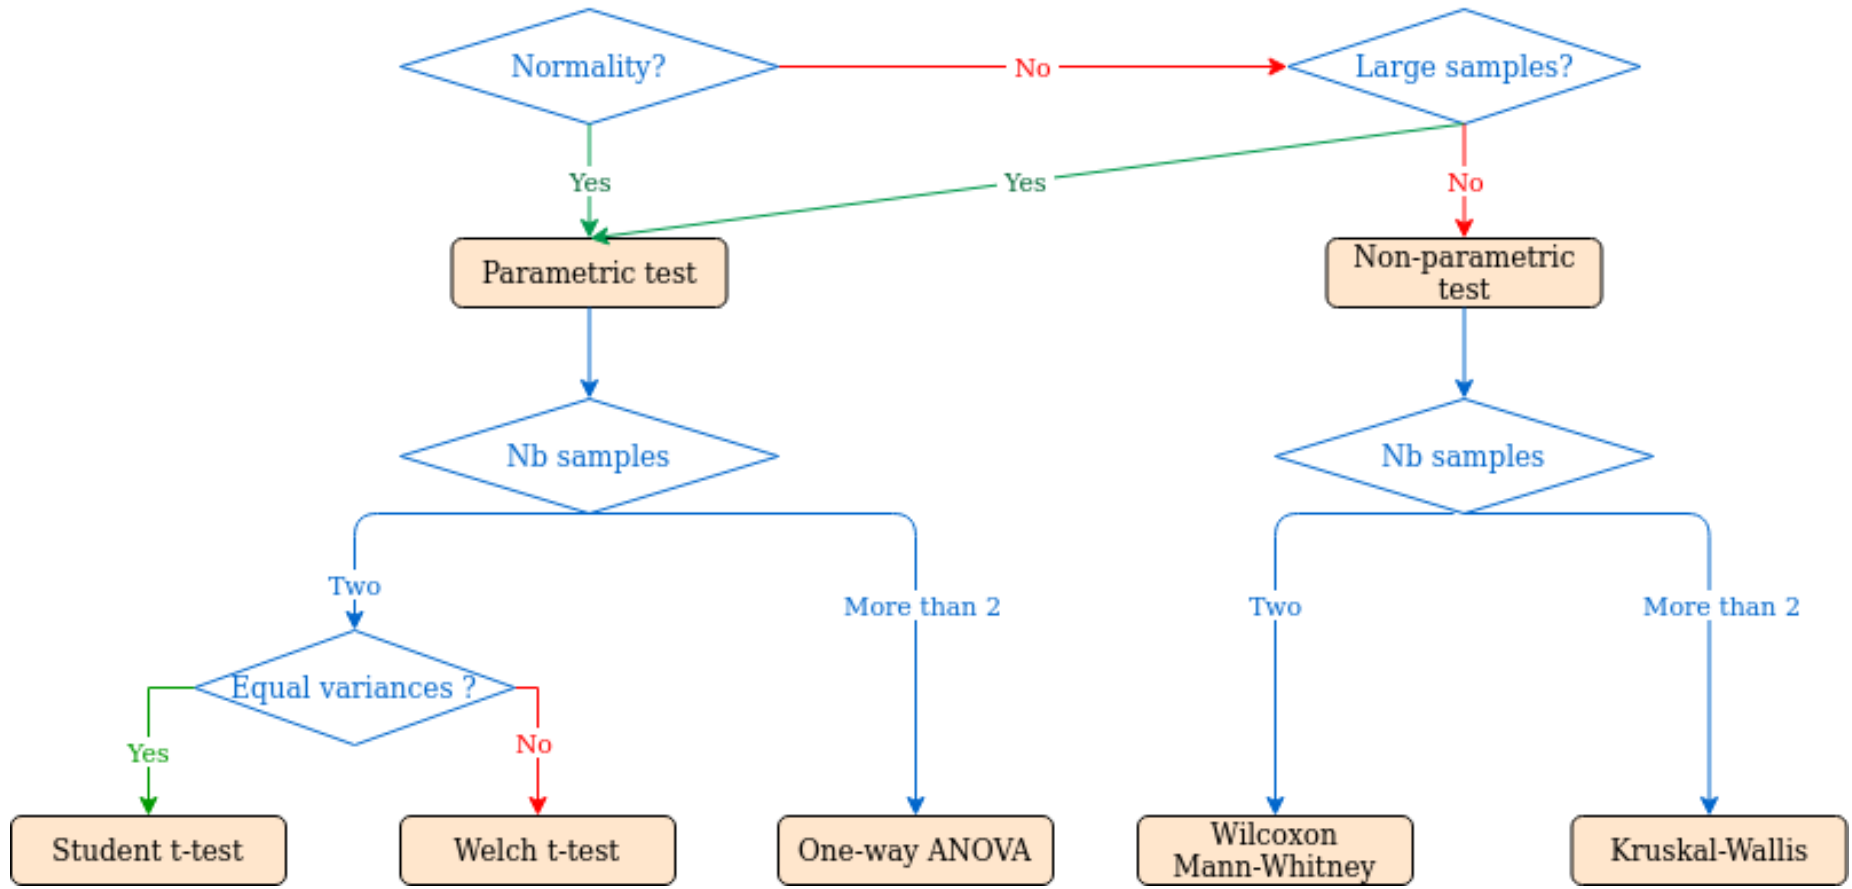 Normality?
No
Large samples?
Yes
Yes
No
Parametric test
Non-parametric
test
Nb samples
Nb samples
Two
More than 2
Two
More than 2
Equal variances ?
Yes
No
Student t-test
Welch t-test
One-way ANOVA
Wilcoxon
Mann-Whitney
Kruskal-Wallis